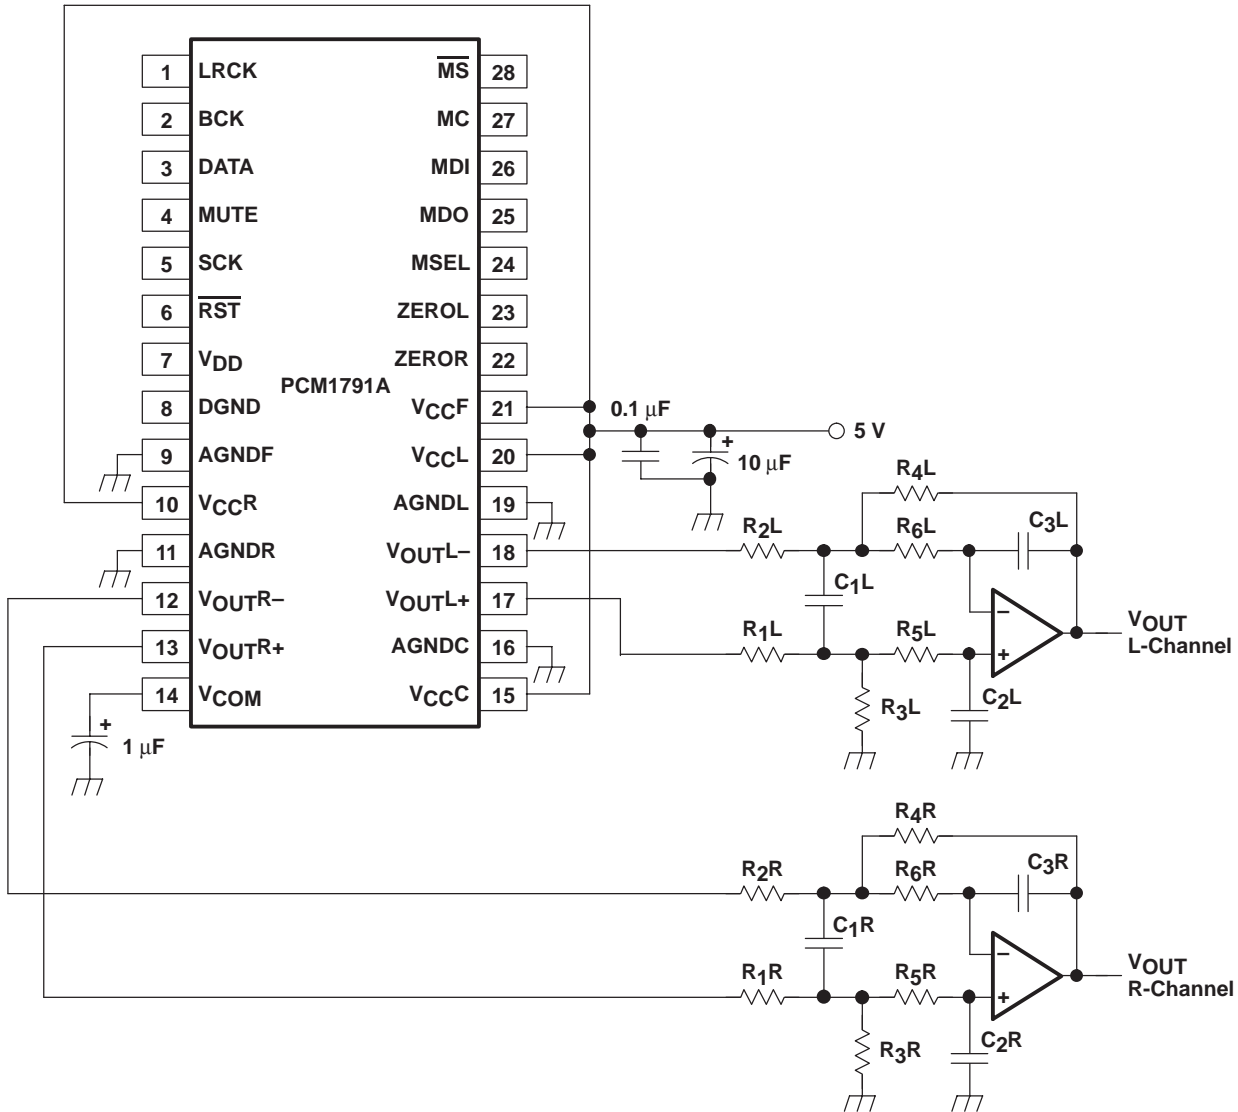 1 LRCK MS 28
2 BCK MC 27
3 DATA MDI 26
4 MUTE MDO 25
5 SCK MSEL 24
6 RST ZEROL 23
7 VDD ZEROR 22
PCM1791A
8 DGND VCCF 21
9 AGNDF VCCL 20
10 VCCR AGNDL 19
11 AGNDR VOUTL– 18
12 VOUTR– VOUTL+ 17
13 VOUTR+ AGNDC 16
14 VCOM VCCC 15
+
1 μF
0.1 μF
+
10 μF
5 V
R4L
R2L
R6L
C3L
C1L
–
VOUT
L-Channel
R1L
R5L
+
R3L
C2L
R4R
R2R
R6R
C3R
C1R
–
VOUT
R-Channel
R1R
R5R
+
R3R
C2R